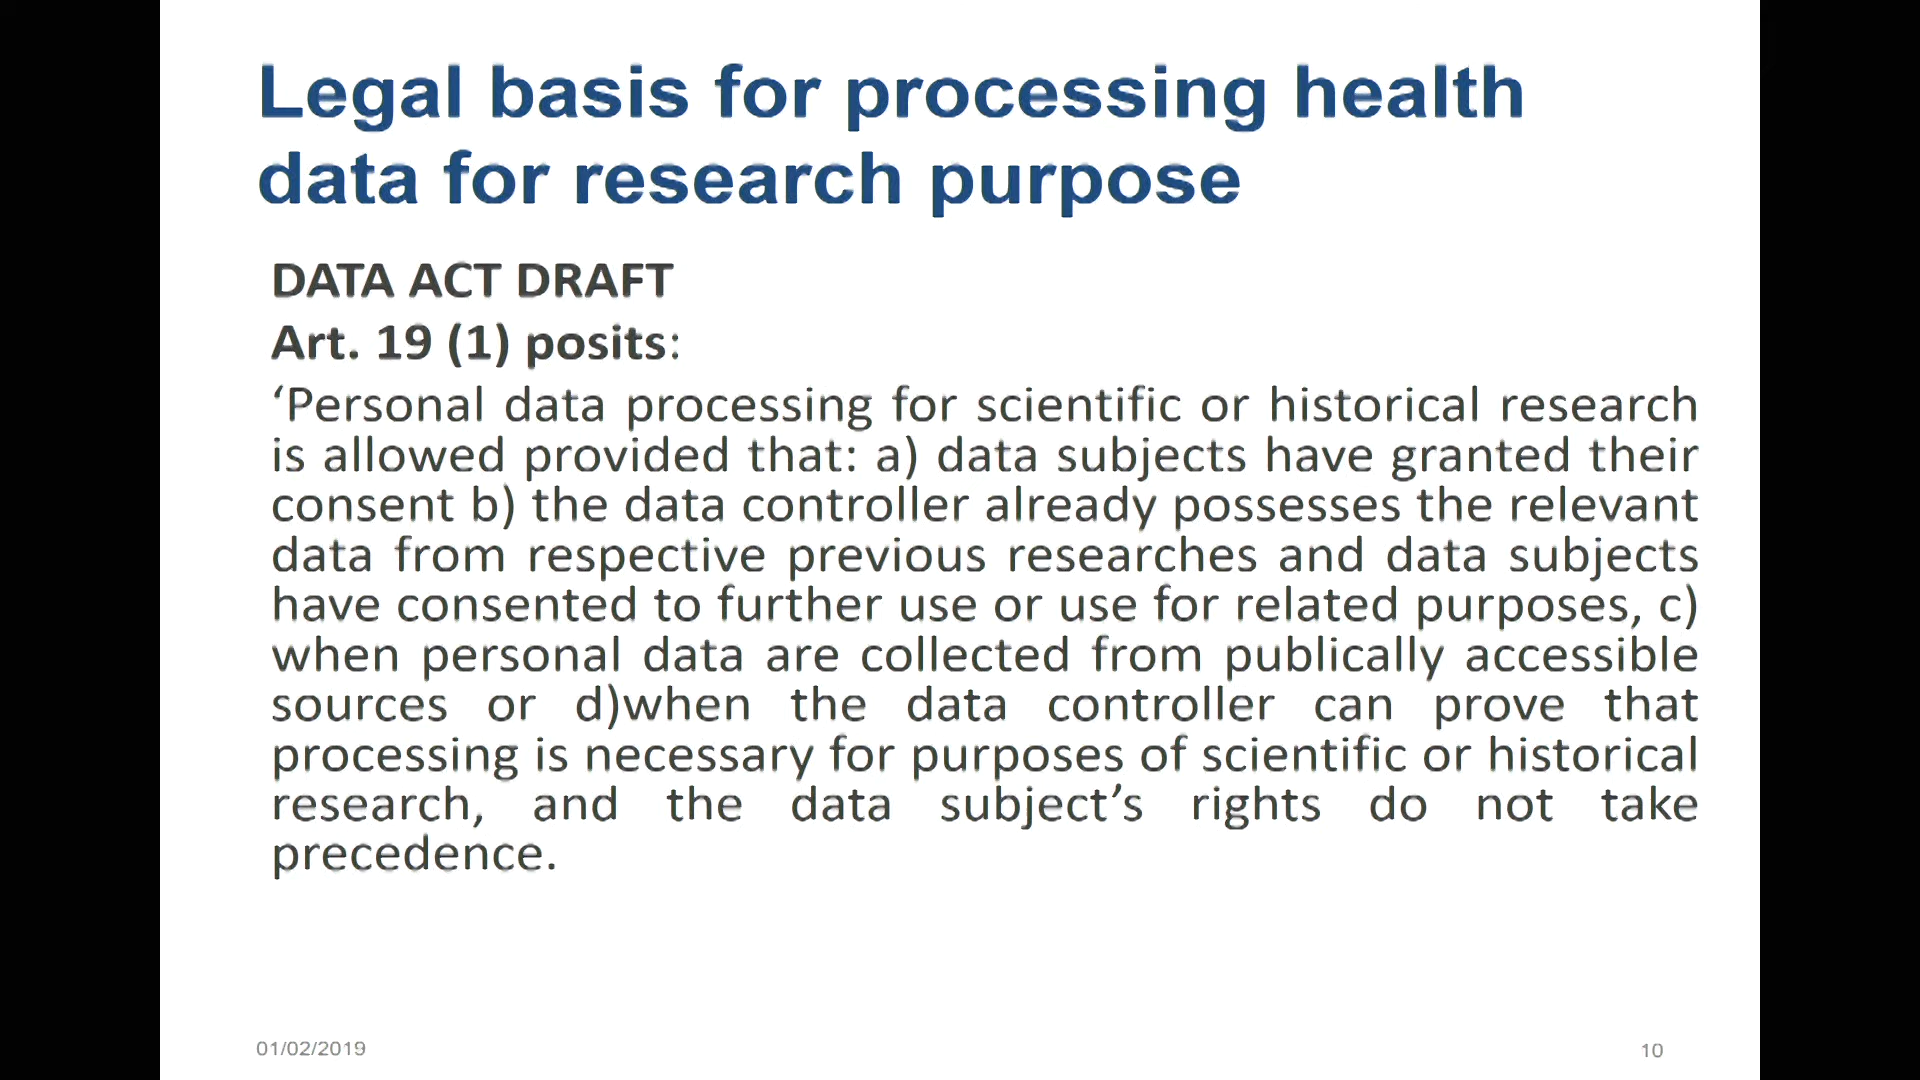 Legal basis for processing health
data for research purpose
DATA ACT DRAFT
Art. 19 (1) posits:
‘Personal data processing for scientific or historical research
is allowed provided that: a) data subjects have granted their
consent b) the data controller already possesses the relevant
data from respective previous researches and data subjects
have consented to further use or use for related purposes, c)
when personal data are collected from publically accessible
sources or d)when the data controller can prove that
processing is necessary for purposes of scientific or historical
research, and the data subject’s rights do not take
precedence.
01/02/2019
10